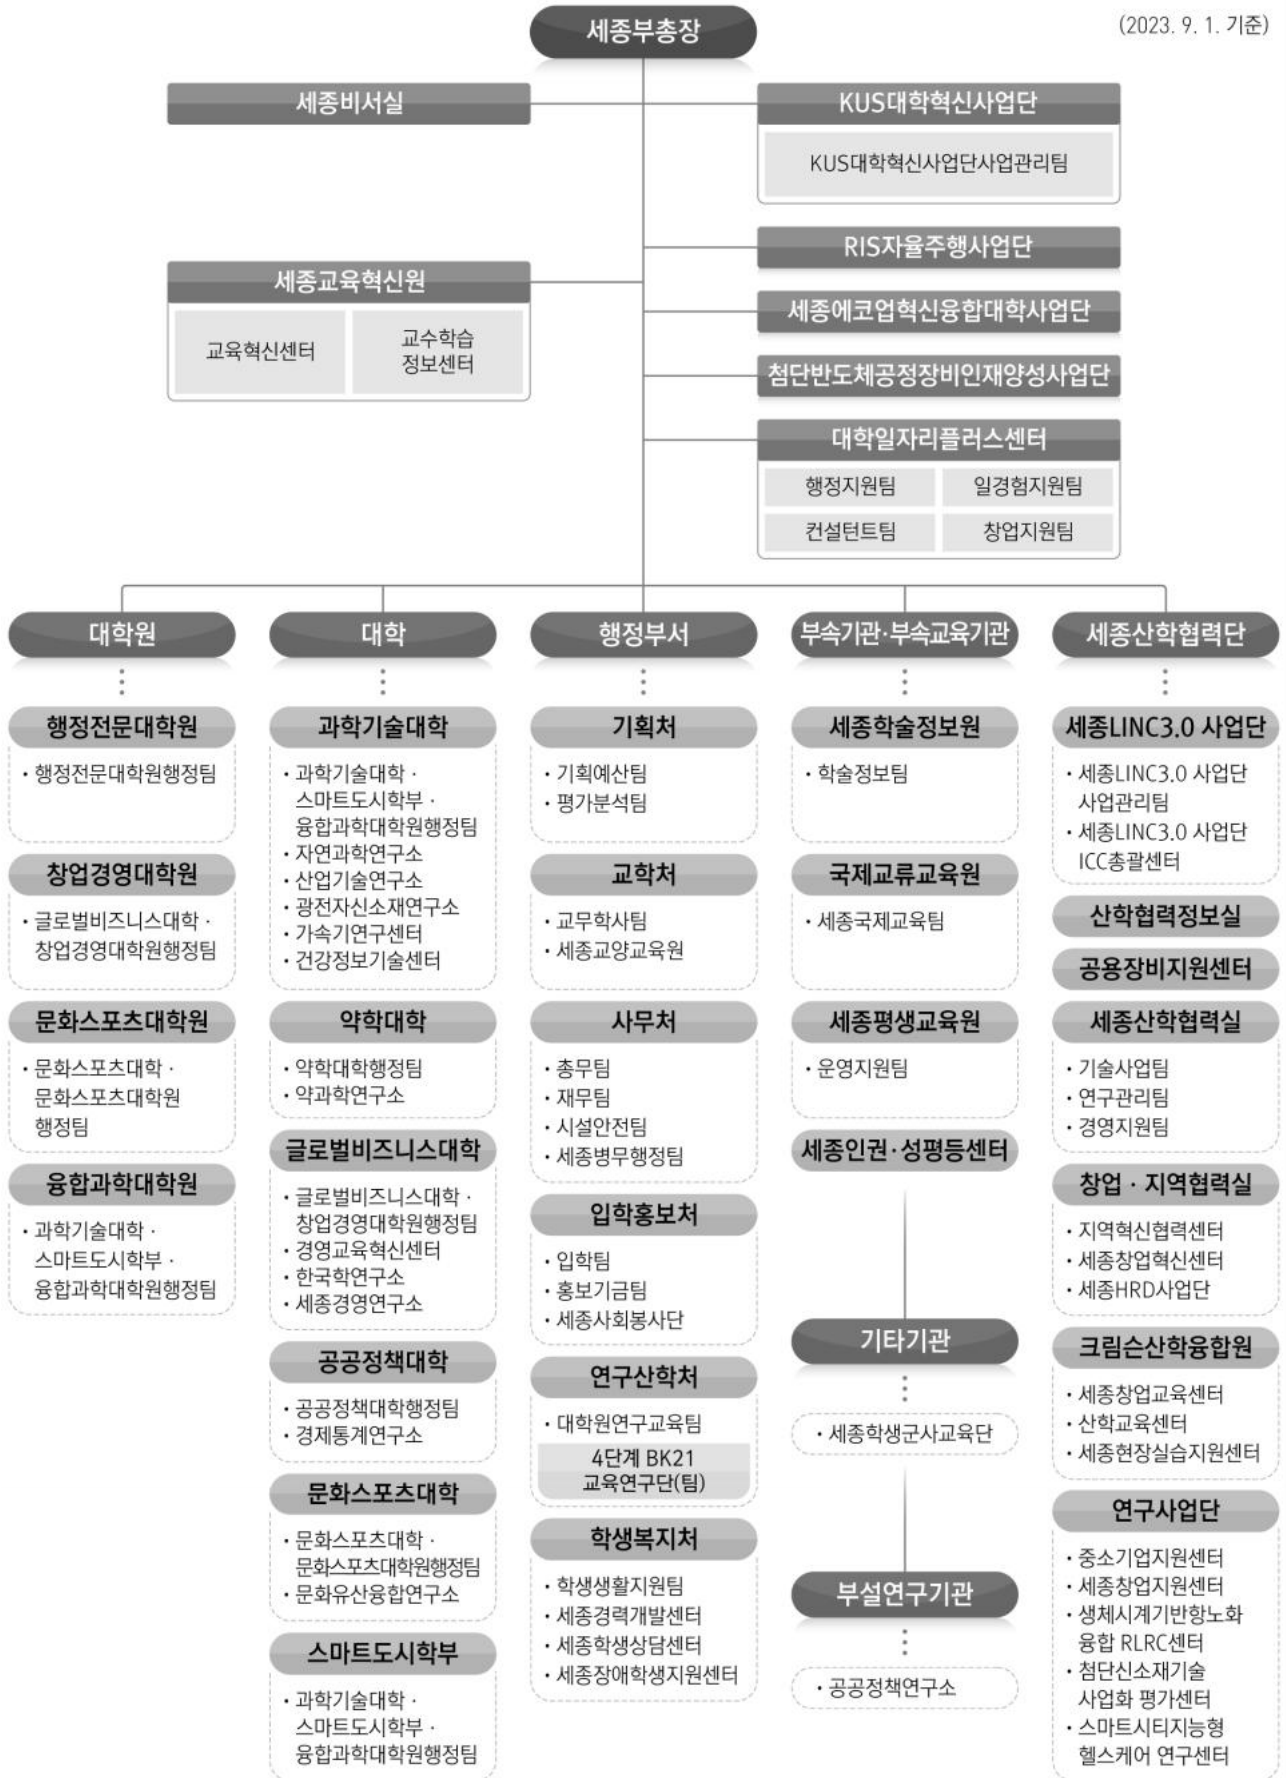 (2023. 9. 1. 기준)
세종부총장
세종비서실
KUS대학혁신사업단
KUS대학혁신사업단사업관리팀
RIS자율주행사업단
세종교육혁신원
교육혁신센터
교수학습
정보센터
세종에코업혁신융합대학사업단
첨단반도체공정장비인재양성사업단
대학일자리플러스센터
행정지원팀
일경험지원팀
컨설턴트팀
창업지원팀
대학원
행정전문대학원
· 행정전문대학원행정팀
창업경영대학원
· 글로벌비즈니스대학 ·
창업경영대학원행정팀
문화스포츠대학원
· 문화스포츠대학 ·
문화스포츠대학원
행정팀
융합과학대학원
· 과학기술대학 ·
스마트도시학부 ·
융합과학대학원행정팀
대학
과학기술대학
· 과학기술대학 ·
스마트도시학부 ·
융합과학대학원행정팀
· 자연과학연구소
· 산업기술연구소
· 광전자신소재연구소
· 가속기연구센터
· 건강정보기술센터
약학대학
· 약학대학행정팀
· 약과학연구소
글로벌비즈니스대학
· 글로벌비즈니스대학 ·
창업경영대학원행정팀
· 경영교육혁신센터
· 한국학연구소
· 세종경영연구소
공공정책대학
· 공공정책대학행정팀
· 경제통계연구소
문화스포츠대학
· 문화스포츠대학 ·
문화스포츠대학원행정팀
· 문화유산융합연구소
스마트도시학부
· 과학기술대학 ·
스마트도시학부 ·
융합과학대학원행정팀
행정부서
기획처
· 기획예산팀
· 평가분석팀
교학처
· 교무학사팀
· 세종교양교육원
사무처
· 총무팀
· 재무팀
· 시설안전팀
· 세종병무행정팀
입학홍보처
· 입학팀
· 홍보기금팀
· 세종사회봉사단
연구산학처
· 대학원연구교육팀
4단계 BK21
교육연구단(팀)
학생복지처
· 학생생활지원팀
· 세종경력개발센터
· 세종학생상담센터
· 세종장애학생지원센터
부속기관·부속교육기관
세종학술정보원
· 학술정보팀
국제교류교육원
· 세종국제교육팀
세종평생교육원
· 운영지원팀
세종인권·성평등센터
기타기관
· 세종학생군사교육단
부설연구기관
· 공공정책연구소
세종산학협력단
세종LINC3.0 사업단
· 세종LINC3.0 사업단
사업관리팀
· 세종LINC3.0 사업단
ICC총괄센터
산학협력정보실
공용장비지원센터
세종산학협력실
· 기술사업팀
· 연구관리팀
· 경영지원팀
창업 · 지역협력실
· 지역혁신협력센터
· 세종창업혁신센터
· 세종HRD사업단
크림슨산학융합원
· 세종창업교육센터
· 산학교육센터
· 세종현장실습지원센터
연구사업단
· 중소기업지원센터
· 세종창업지원센터
· 생체시계기반항노화
융합 RLRC센터
· 첨단신소재기술
사업화 평가센터
· 스마트시티지능형
헬스케어 연구센터